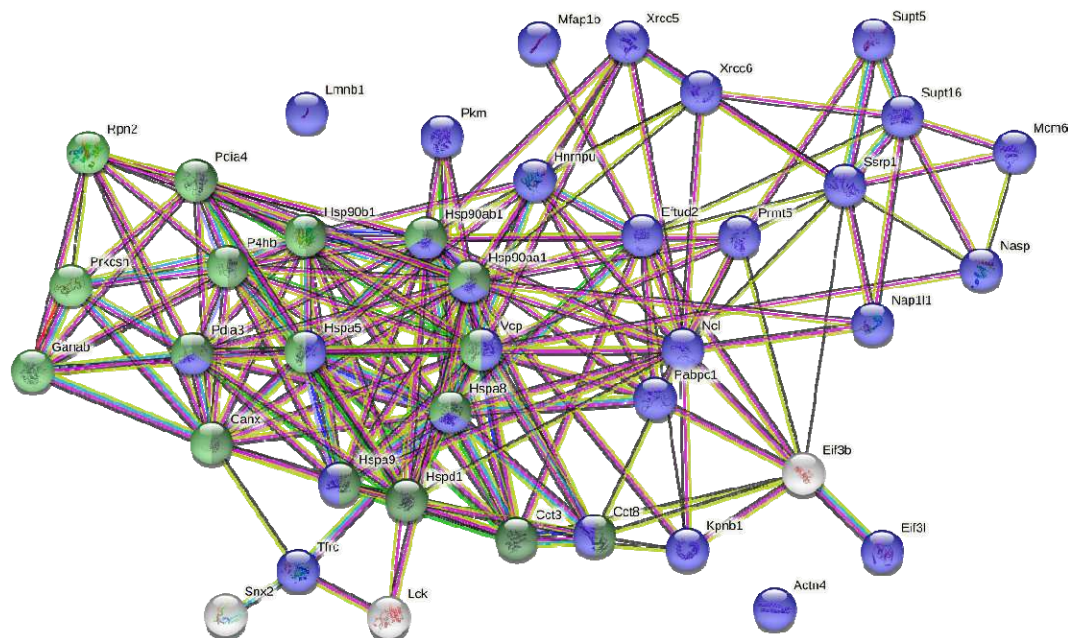 Mfap1b
Xrcc5
Supt5
Xrcc6
Supt16
Lmnb1
Pkm
Mcm6
Rpn2
Pdia4
Hnrnpu
Ssrp1
Hsp90b1
Hsp90ab1
Eftud2
Prmt5
P4hb
Hsp90aa1
Nasp
Prkcsh
Nap1l1
Pdia3
Hspa5
Vcp
Ncl
Ganab
Pabpc1
Hspa8
Canx
Eif3b
Hspa9
Hspd1
Cct3
Cct8
Kpnb1
Eif3l
Tfrc
Snx2
Lck
Actn4